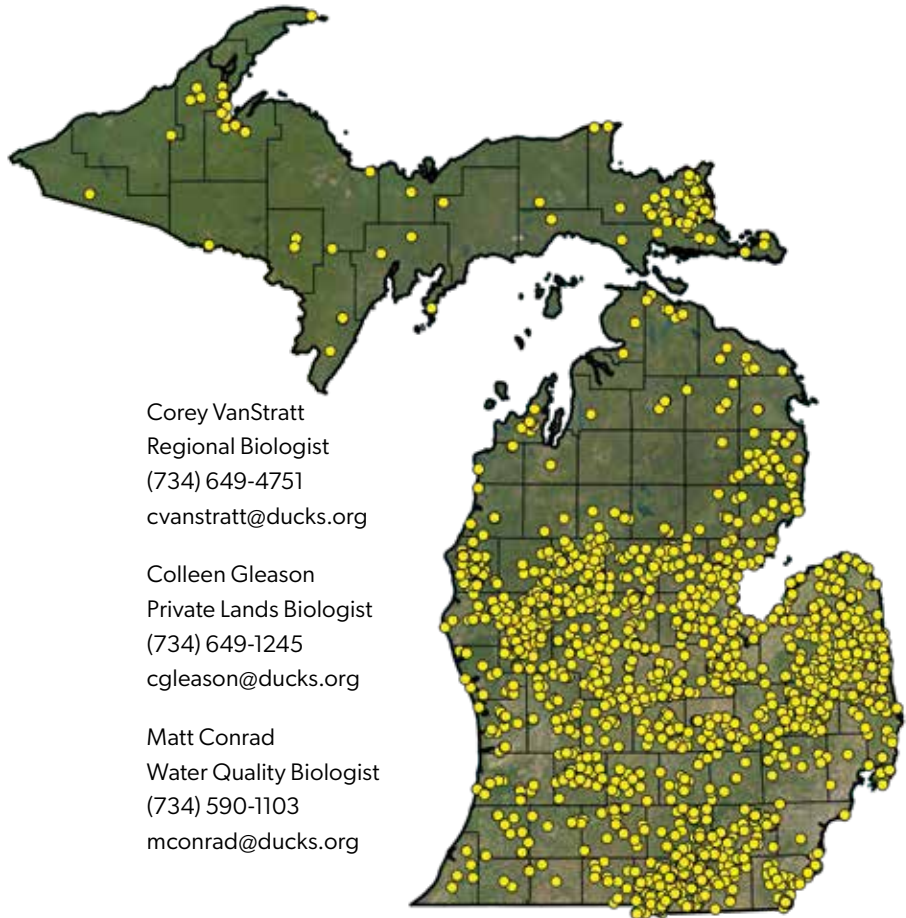 Corey VanStratt
Regional Biologist
(734) 649-4751
cvanstratt@ducks.org
Colleen Gleason
Private Lands Biologist
(734) 649-1245
cgleason@ducks.org
Matt Conrad
Water Quality Biologist
(734) 590-1103
mconrad@ducks.org